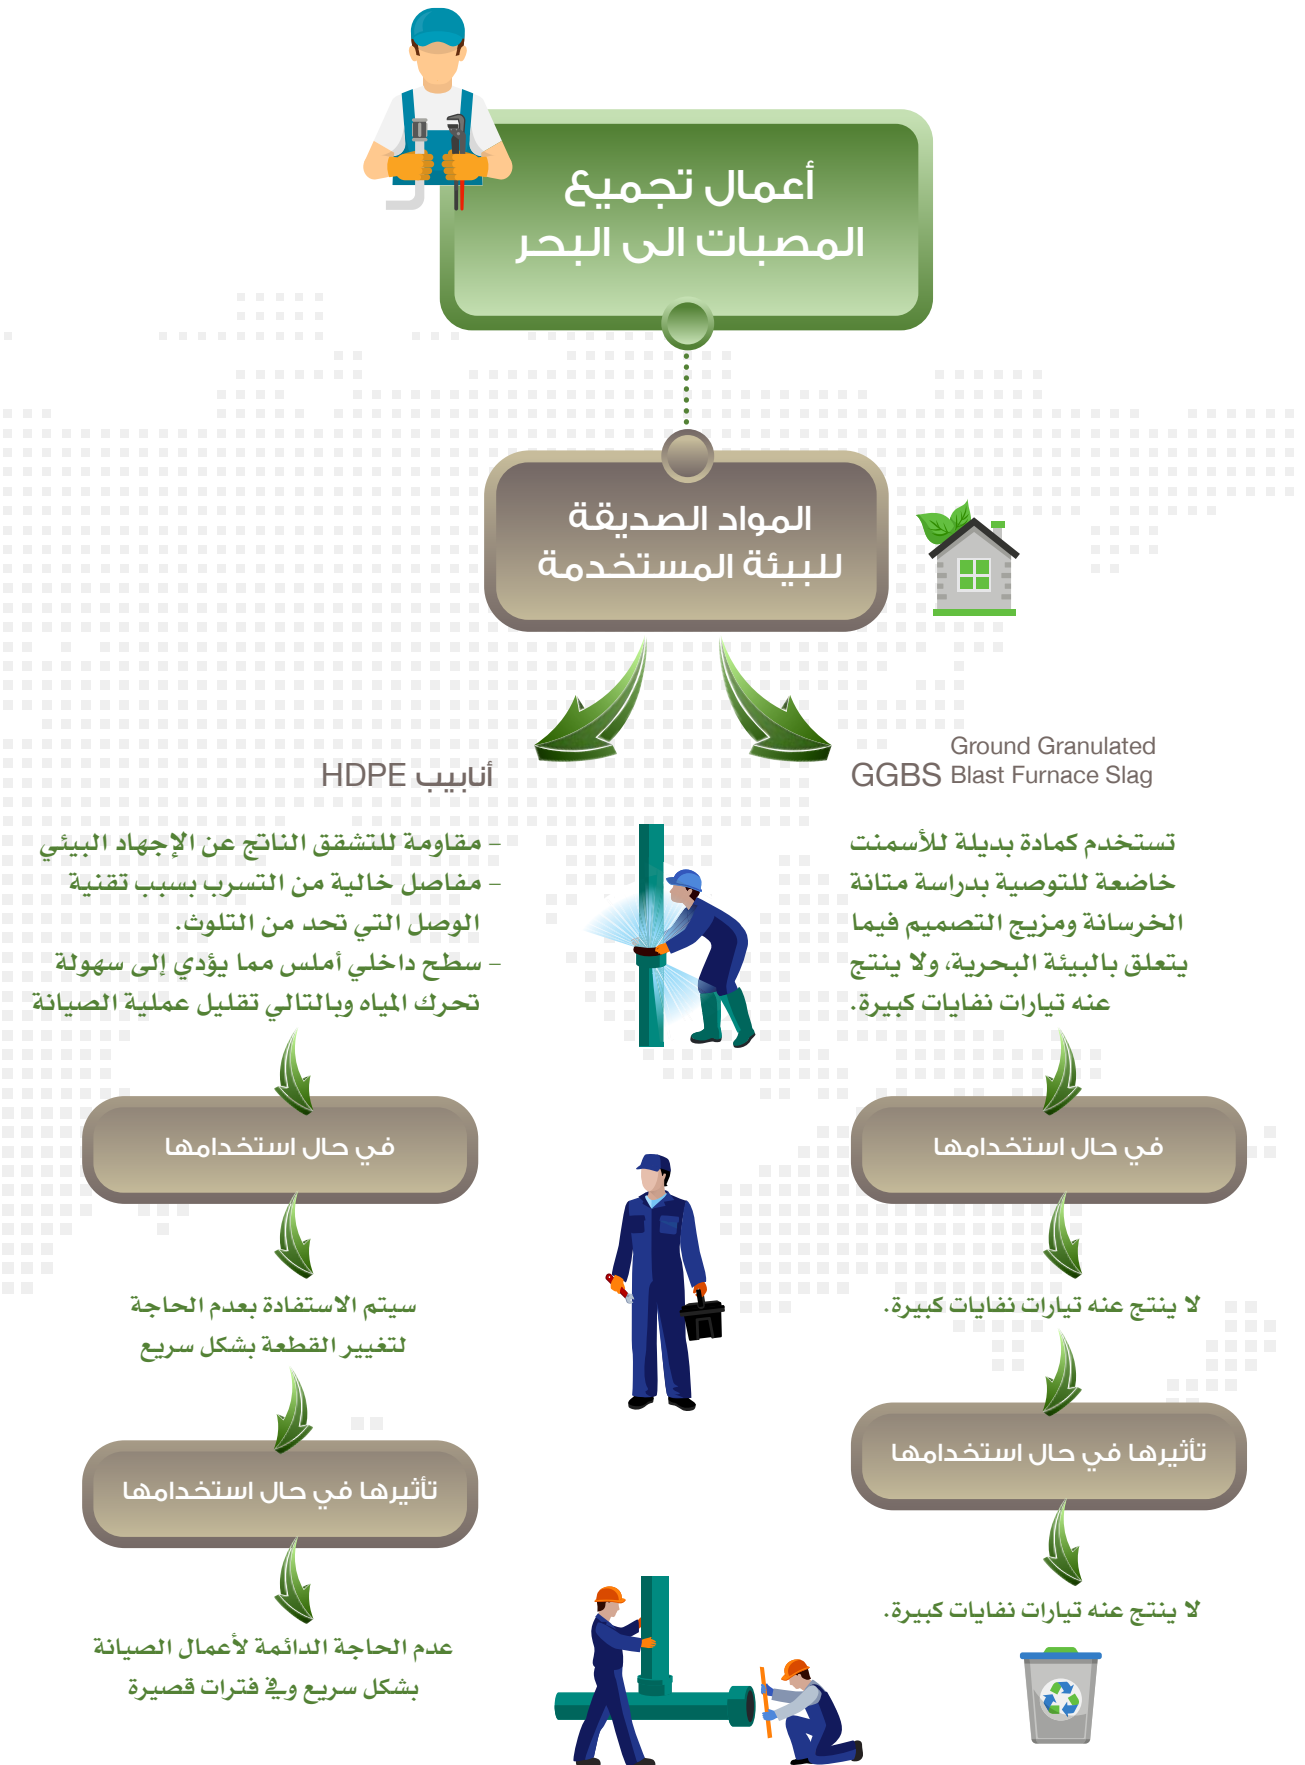 أعمال تجميع
المصبات الى البحر
المواد الصديقة
للبيئة المستخدمة
GGBS Ground Granulated
Blast Furnace Slag
تستخدم كمادة بديلة للأسمنت
خاضعة للتوصية بدراسة متانة
الخرسانة ومزيج التصميم فيما
يتعلق بالبيئة البحرية، ولا ينتج
عنه تيارات نفايات كبيرة.
في حال استخدامها
لا ينتج عنه تيارات نفايات كبيرة.
تأثيرها في حال استخدامها
لا ينتج عنه تيارات نفايات كبيرة.
أنابيب HDPE
- مقاومة للتشقق الناتج عن الإجهاد البيئي
- مفاصل خالية من التسرب بسبب تقنية
الوصل التي تحد من التلوث.
- سطح داخلي أملس مما يؤدي إلى سهولة
تحرك المياه وبالتالي تقليل عملية الصيانة
في حال استخدامها
سيتم الاستفادة بعدم الحاجة
لتغيير القطعة بشكل سريع
تأثيرها في حال استخدامها
عدم الحاجة الدائمة لأعمال الصيانة
بشكل سريع وفي فترات قصيرة